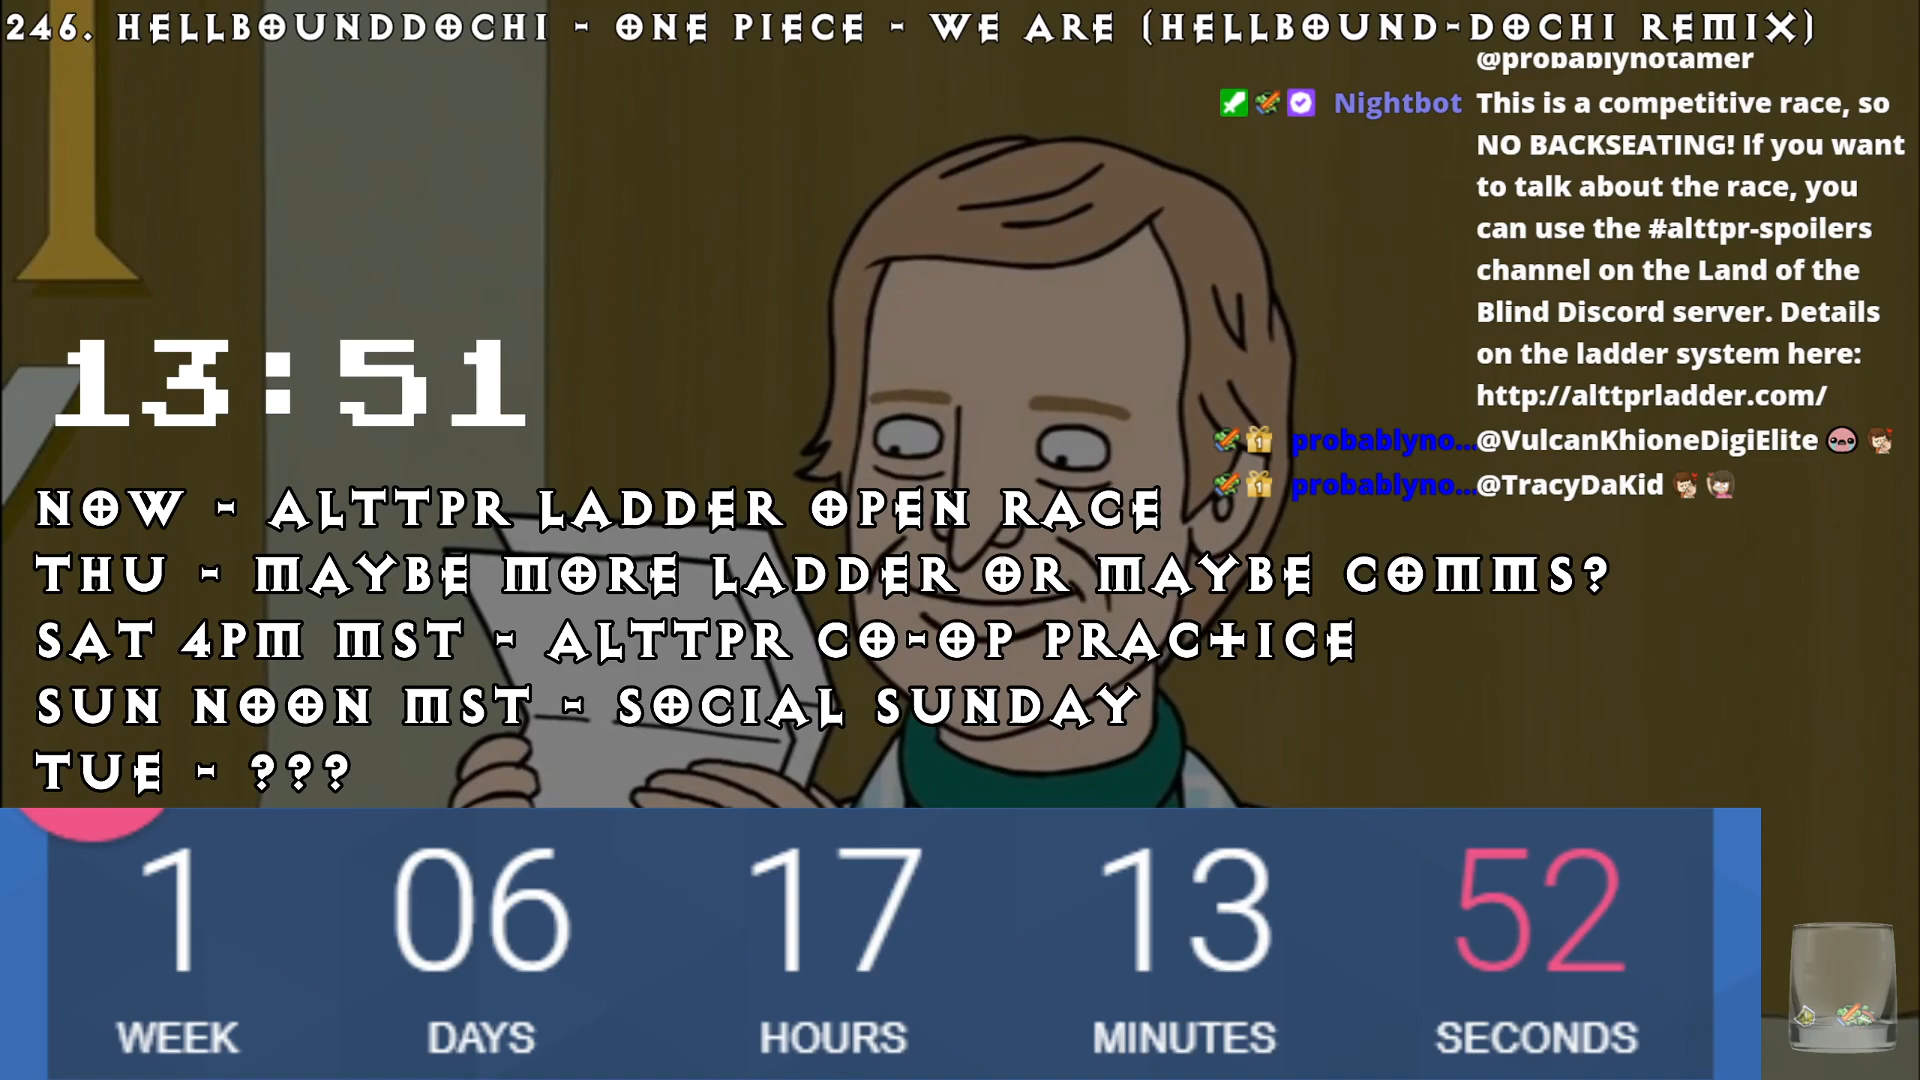 246. HELLBOUNDDOCHI - ONE PIECE - WE ARE (HELLBOUND-DOCHI REMIX)
@probablynotamer
Nightbot This is a competitive race, so
NO BACKSEATING! If you want
to talk about the race, you
can use the #alttpr-spoilers
channel on the Land of the
Blind Discord server. Details
on the ladder system here:
http://alttprladder.com/
probablyno... @VulcanKhioneDigiElite
probablyno... @TracyDaKid
13:51
NOW - ALTTPR LADDER OPEN RACE
THU - MAYBE MORE LADDER OR MAYBE COMMS?
SAT 4PM MST - ALTTPR CO-OP PRACTICE
SUN NOON MST - SOCIAL SUNDAY
TUE - ???
1 06 17 13 52
WEEK DAYS HOURS MINUTES SECONDS